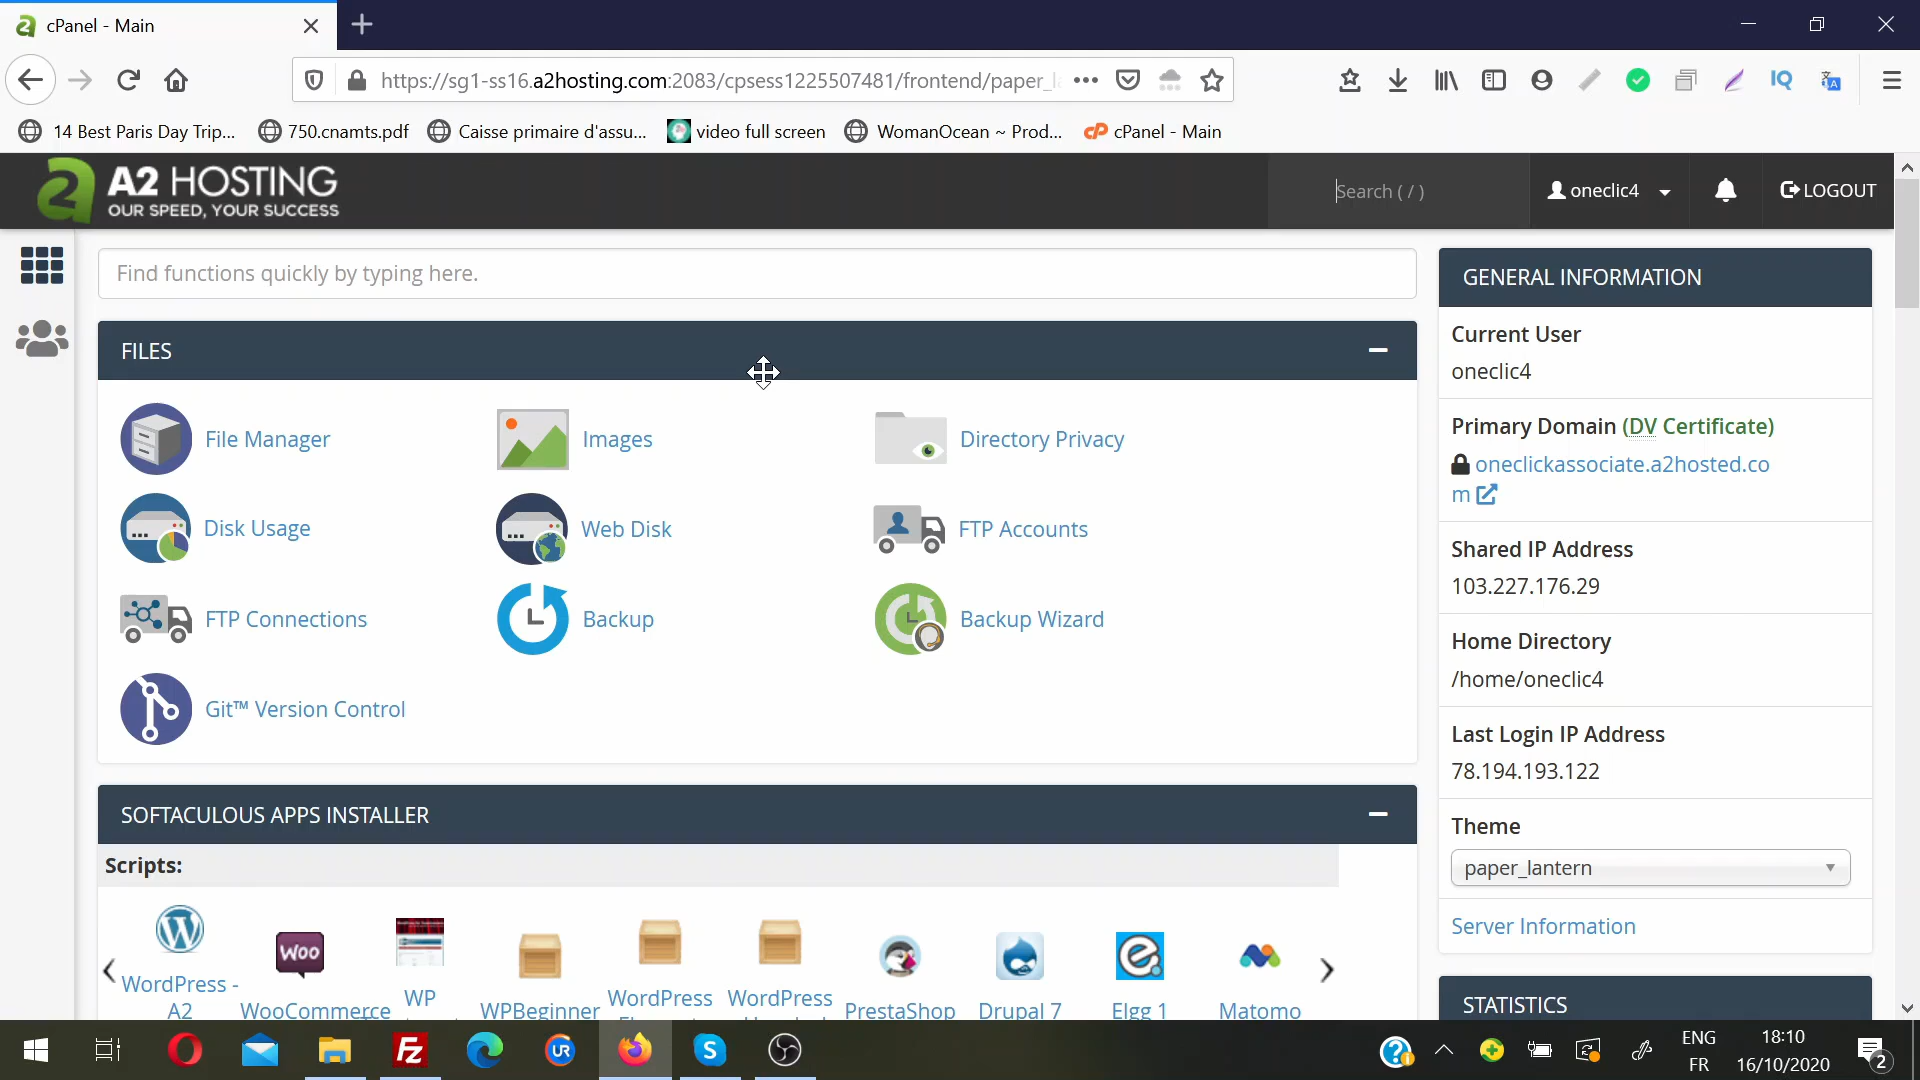 cPanel - Main
https://sg1-ss16.a2hosting.com:2083/cpsess1225507481/frontend/paper_l
14 Best Paris Day Trip...
750.cnamts.pdf
Caisse primaire d'assu...
video full screen
WomanOcean ~ Prod...
cPanel - Main
A2 HOSTING
OUR SPEED, YOUR SUCCESS
Search ( / )
oneclic4
LOGOUT
Find functions quickly by typing here.
FILES
File Manager
Images
Directory Privacy
Disk Usage
Web Disk
FTP Accounts
FTP Connections
Backup
Backup Wizard
Git™ Version Control
SOFTACULOUS APPS INSTALLER
Scripts:
WordPress -
A2
Woo
WooCommerce
WP
WPBeginner
WordPress
WordPress
PrestaShop
Drupal 7
Elgg 1
Matomo
GENERAL INFORMATION
Current User
oneclic4
Primary Domain (DV Certificate)
oneclickassociate.a2hosted.co
m
Shared IP Address
103.227.176.29
Home Directory
/home/oneclic4
Last Login IP Address
78.194.193.122
Theme
paper_lantern
Server Information
STATISTICS
ENG
FR
18:10
16/10/2020
2